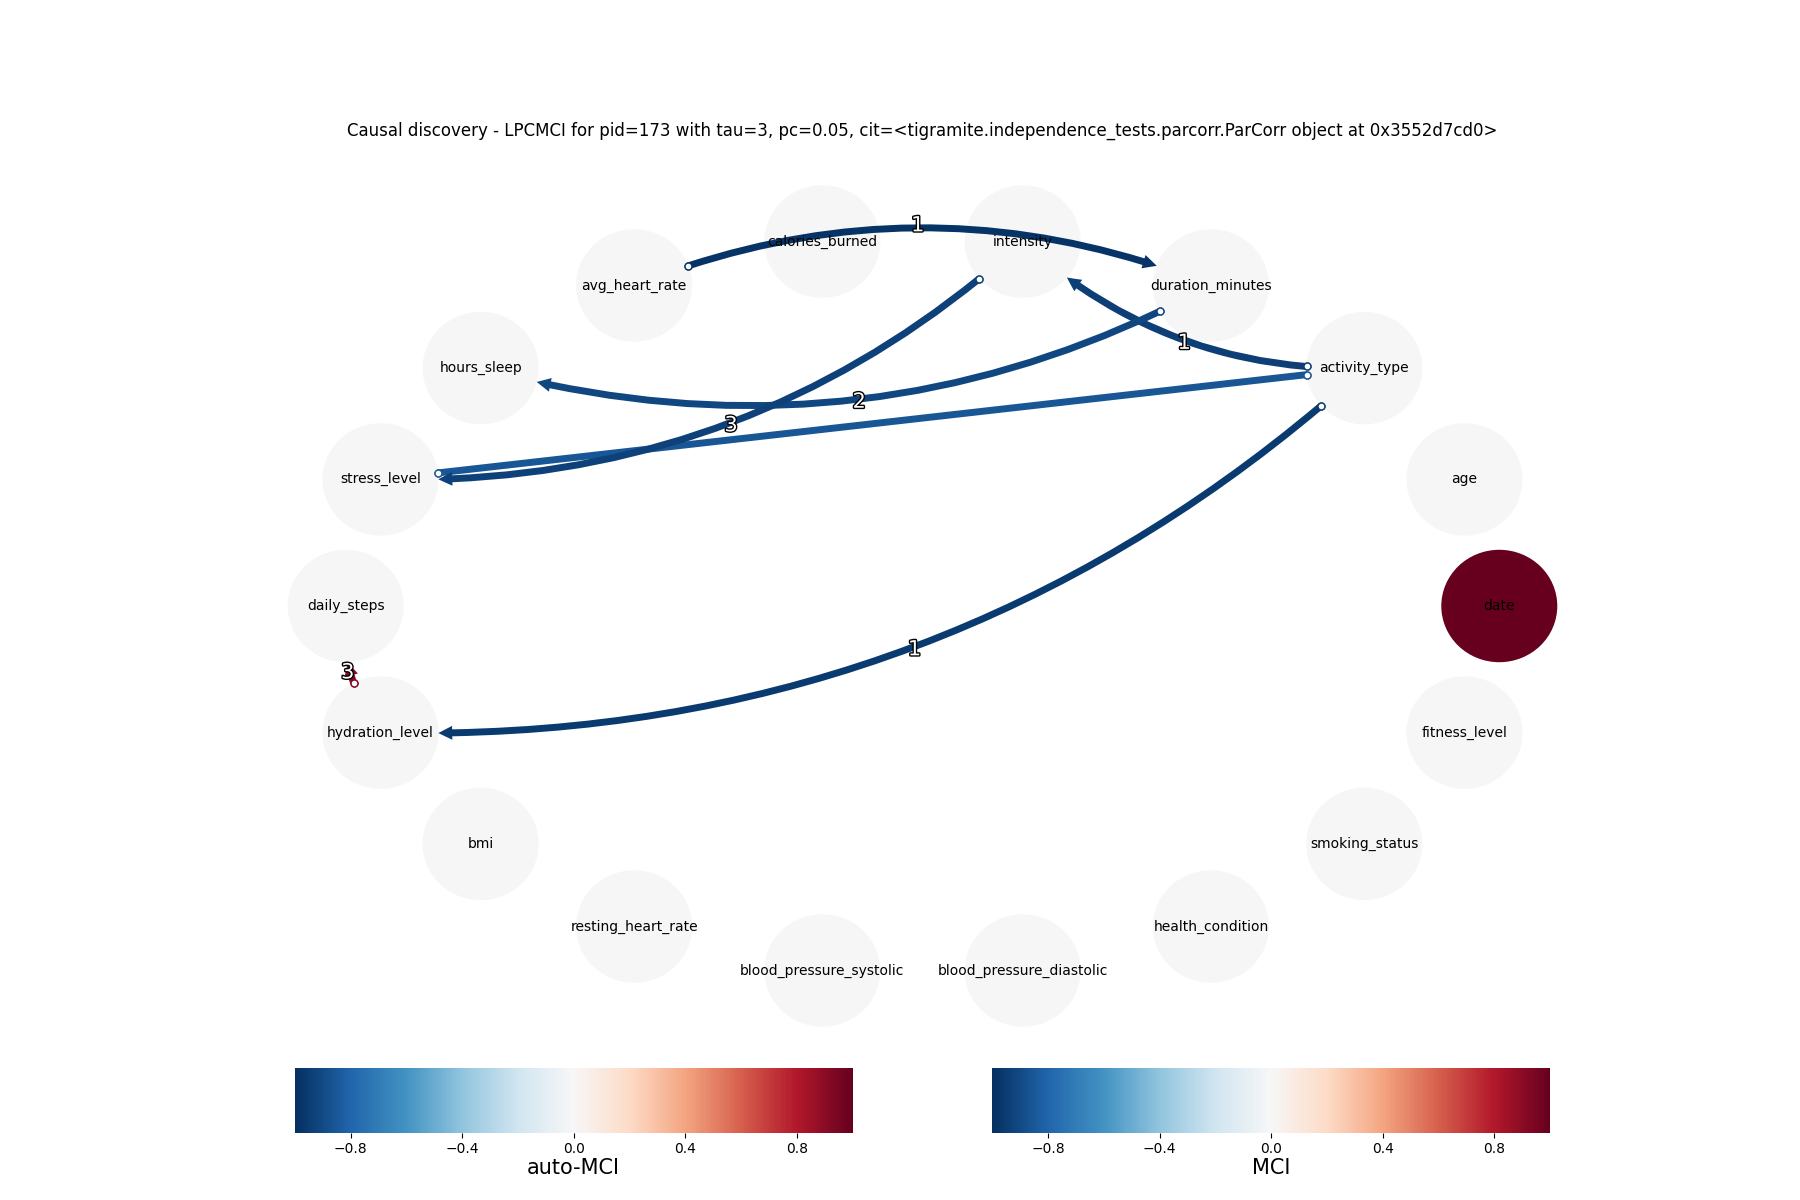 Causal discovery - LPCMCI for pid=173 with tau=3, pc=0.05, cit=<tigramite.independence_tests.parcorr.ParCorr object at 0x3552d7cd0>
1
calories_burned
intensity
avg_heart_rate
duration_minutes
1
hours_sleep
activity_type
2
3
stress_level
age
daily_steps
date
1
3
hydration_level
fitness_level
bmi
smoking_status
resting_heart_rate
health_condition
blood_pressure_systolic
blood_pressure_diastolic
−0.8 −0.4 0.0 0.4 0.8
auto-MCI
−0.8 −0.4 0.0 0.4 0.8
MCI